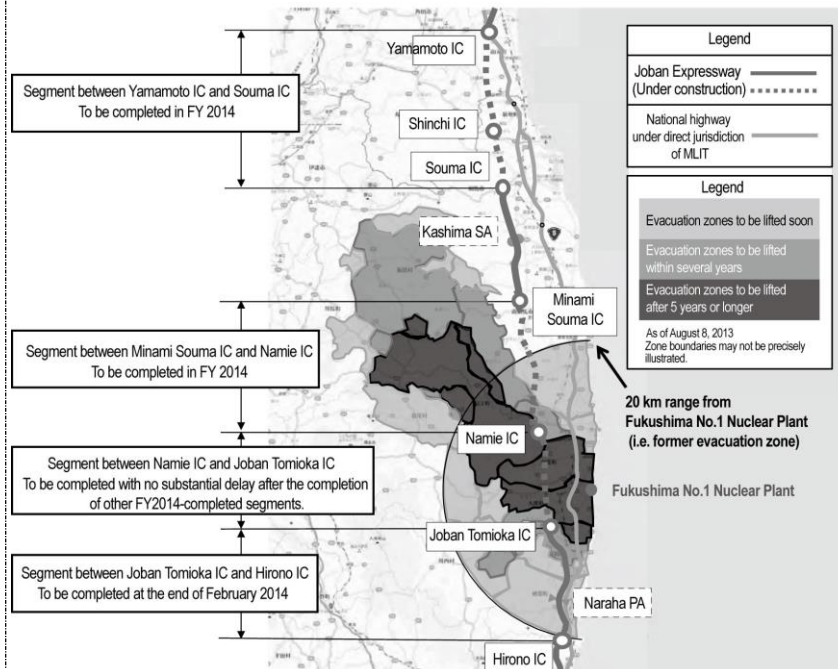 Yamamoto IC
Segment between Yamamoto IC and Souma IC
To be completed in FY 2014
Shinchi IC
Souma IC
Kashima SA
Minami
Souma IC
Segment between Minami Souma IC and Namie IC
To be completed in FY 2014
Namie IC
Segment between Namie IC and Joban Tomioka IC
To be completed with no substantial delay after the completion
of other FY2014-completed segments.
Joban Tomioka IC
Segment between Joban Tomioka IC and Hirono IC
To be completed at the end of February 2014
Naraha PA
Hirono IC
Legend
Joban Expressway
(Under construction)
National highway
under direct jurisdiction
of MLIT
Legend
Evacuation zones to be lifted soon
Evacuation zones to be lifted
within several years
Evacuation zones to be lifted
after 5 years or longer
As of August 8, 2013
Zone boundaries may not be precisely
illustrated.
20 km range from
Fukushima No.1 Nuclear Plant
(i.e. former evacuation zone)
Fukushima No.1 Nuclear Plant